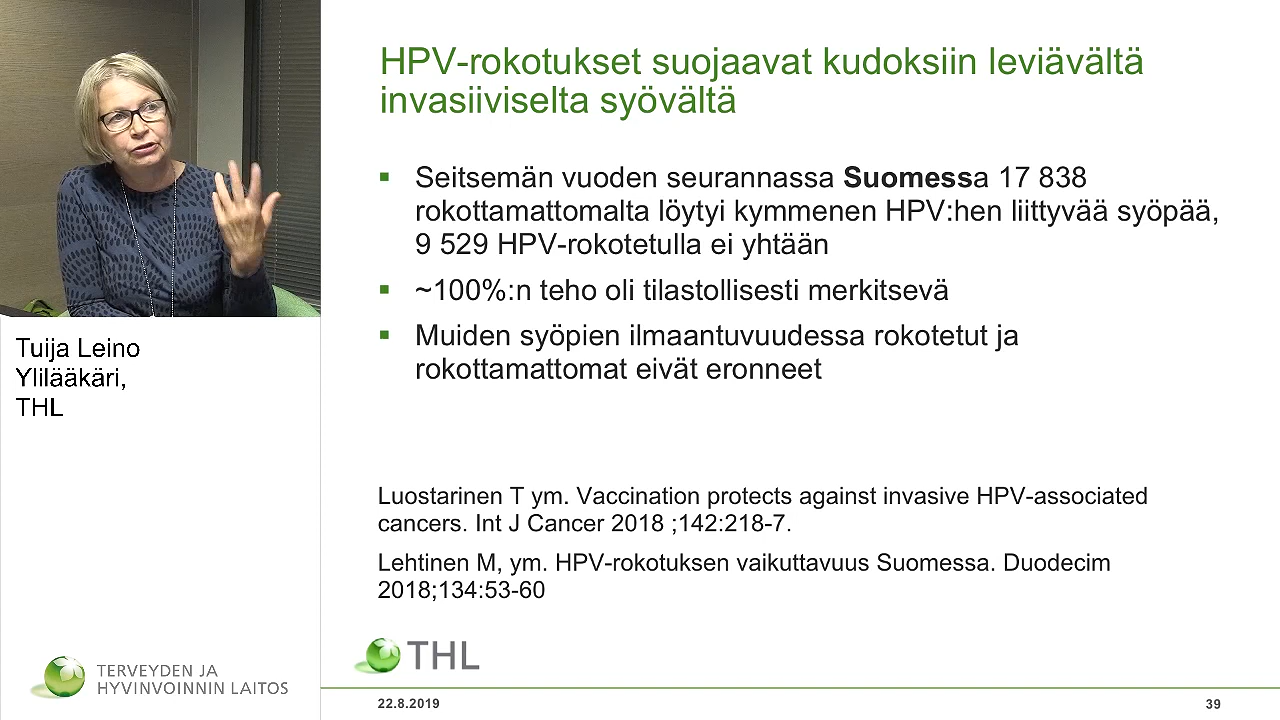 HPV-rokotukset suojaavat kudoksiin leviävältä
invasiiviselta syövältä
Seitsemän vuoden seurannassa Suomessa 17 838
rokottamattomalta löytyi kymmenen HPV:hen liittyvää syöpää,
9 529 HPV-rokotetulla ei yhtään
~100%:n teho oli tilastollisesti merkitsevä
Muiden syöpien ilmaantuvuudessa rokotetut ja
rokottamattomat eivät eronneet
Tuija Leino
Ylilääkäri,
THL
Luostarinen T ym. Vaccination protects against invasive HPV-associated
cancers. Int J Cancer 2018 ;142:218-7.
Lehtinen M, ym. HPV-rokotuksen vaikuttavuus Suomessa. Duodecim
2018;134:53-60
THL
TERVEYDEN JA
HYVINVOINNIN LAITOS
22.8.2019
39